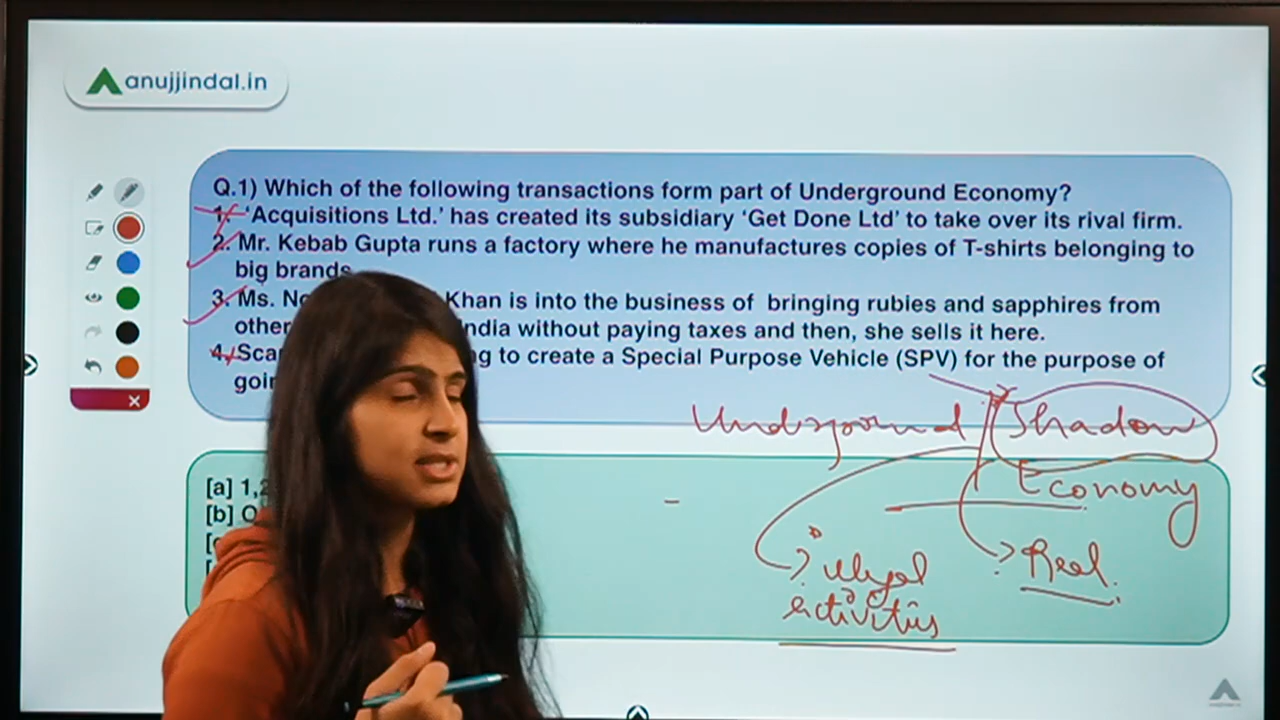 anujjindal.in
Q.1) Which of the following transactions form part of Underground Economy?
1. ‘Acquisitions Ltd.’ has created its subsidiary ‘Get Done Ltd’ to take over its rival firm.
2. Mr. Kebab Gupta runs a factory where he manufactures copies of T-shirts belonging to
big brands
3. Ms. Khan is into the business of bringing rubies and sapphires from
other without paying taxes and then, she sells it here.
4. to create a Special Purpose Vehicle (SPV) for the purpose of
Underground / Shadow
[a] 1,2
Economy
[b]
illegal
Real.
activities